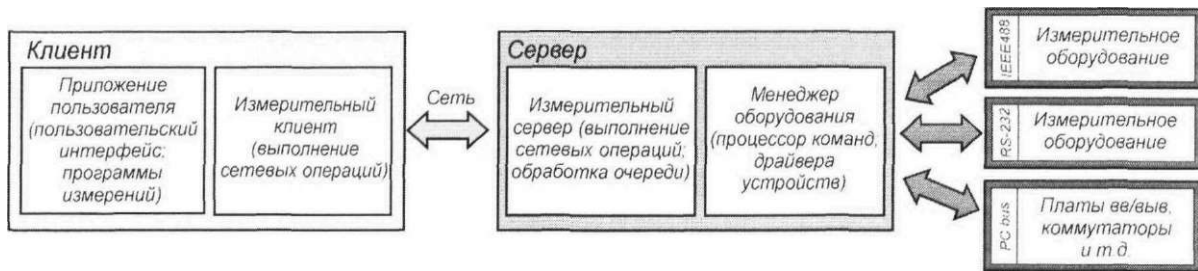 Клиент
Приложение
пользователя
(пользовательский
интерфейс;
программы
измерений)
Измерительный
клиент
(выполнение
сетевых операций)
Сеть
Сервер
Измерительный
сервер (выполнение
сетевых операций;
обработка очереди)
Менеджер
оборудования
(процессор команд,
драйвера
устройств)
IEEE488
Измерительное
оборудование
RS-232
Измерительное
оборудование
PC bus
Платы вв/выв,
коммутаторы
и т.д.